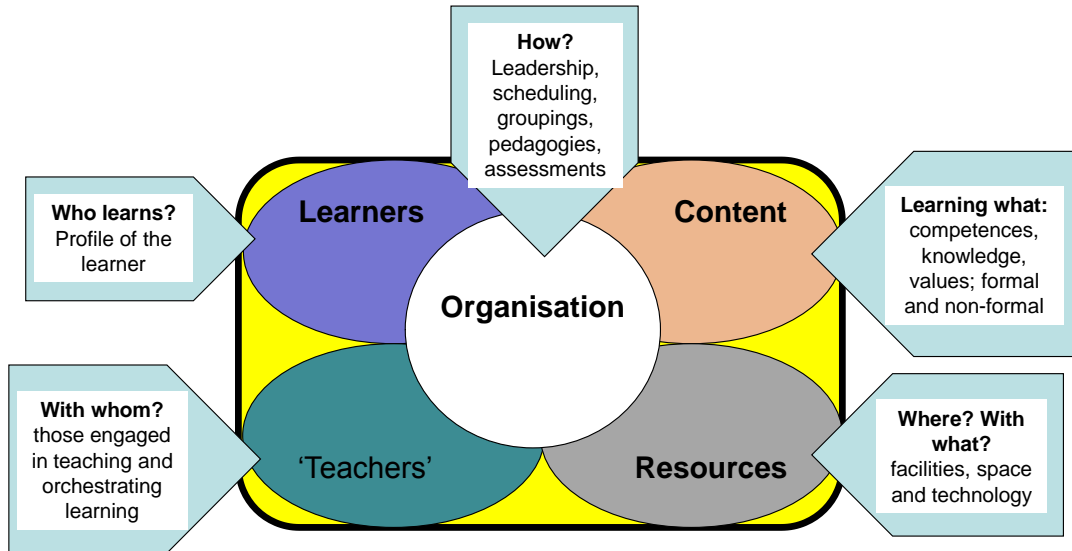 How?
Leadership,
scheduling,
groupings,
pedagogies,
assessments
Learners
Content
Who learns?
Profile of the
learner
Learning what:
competences,
knowledge,
values; formal
and non-formal
Organisation
With whom?
those engaged
in teaching and
orchestrating
learning
‘Teachers’
Resources
Where? With
what?
facilities, space
and technology